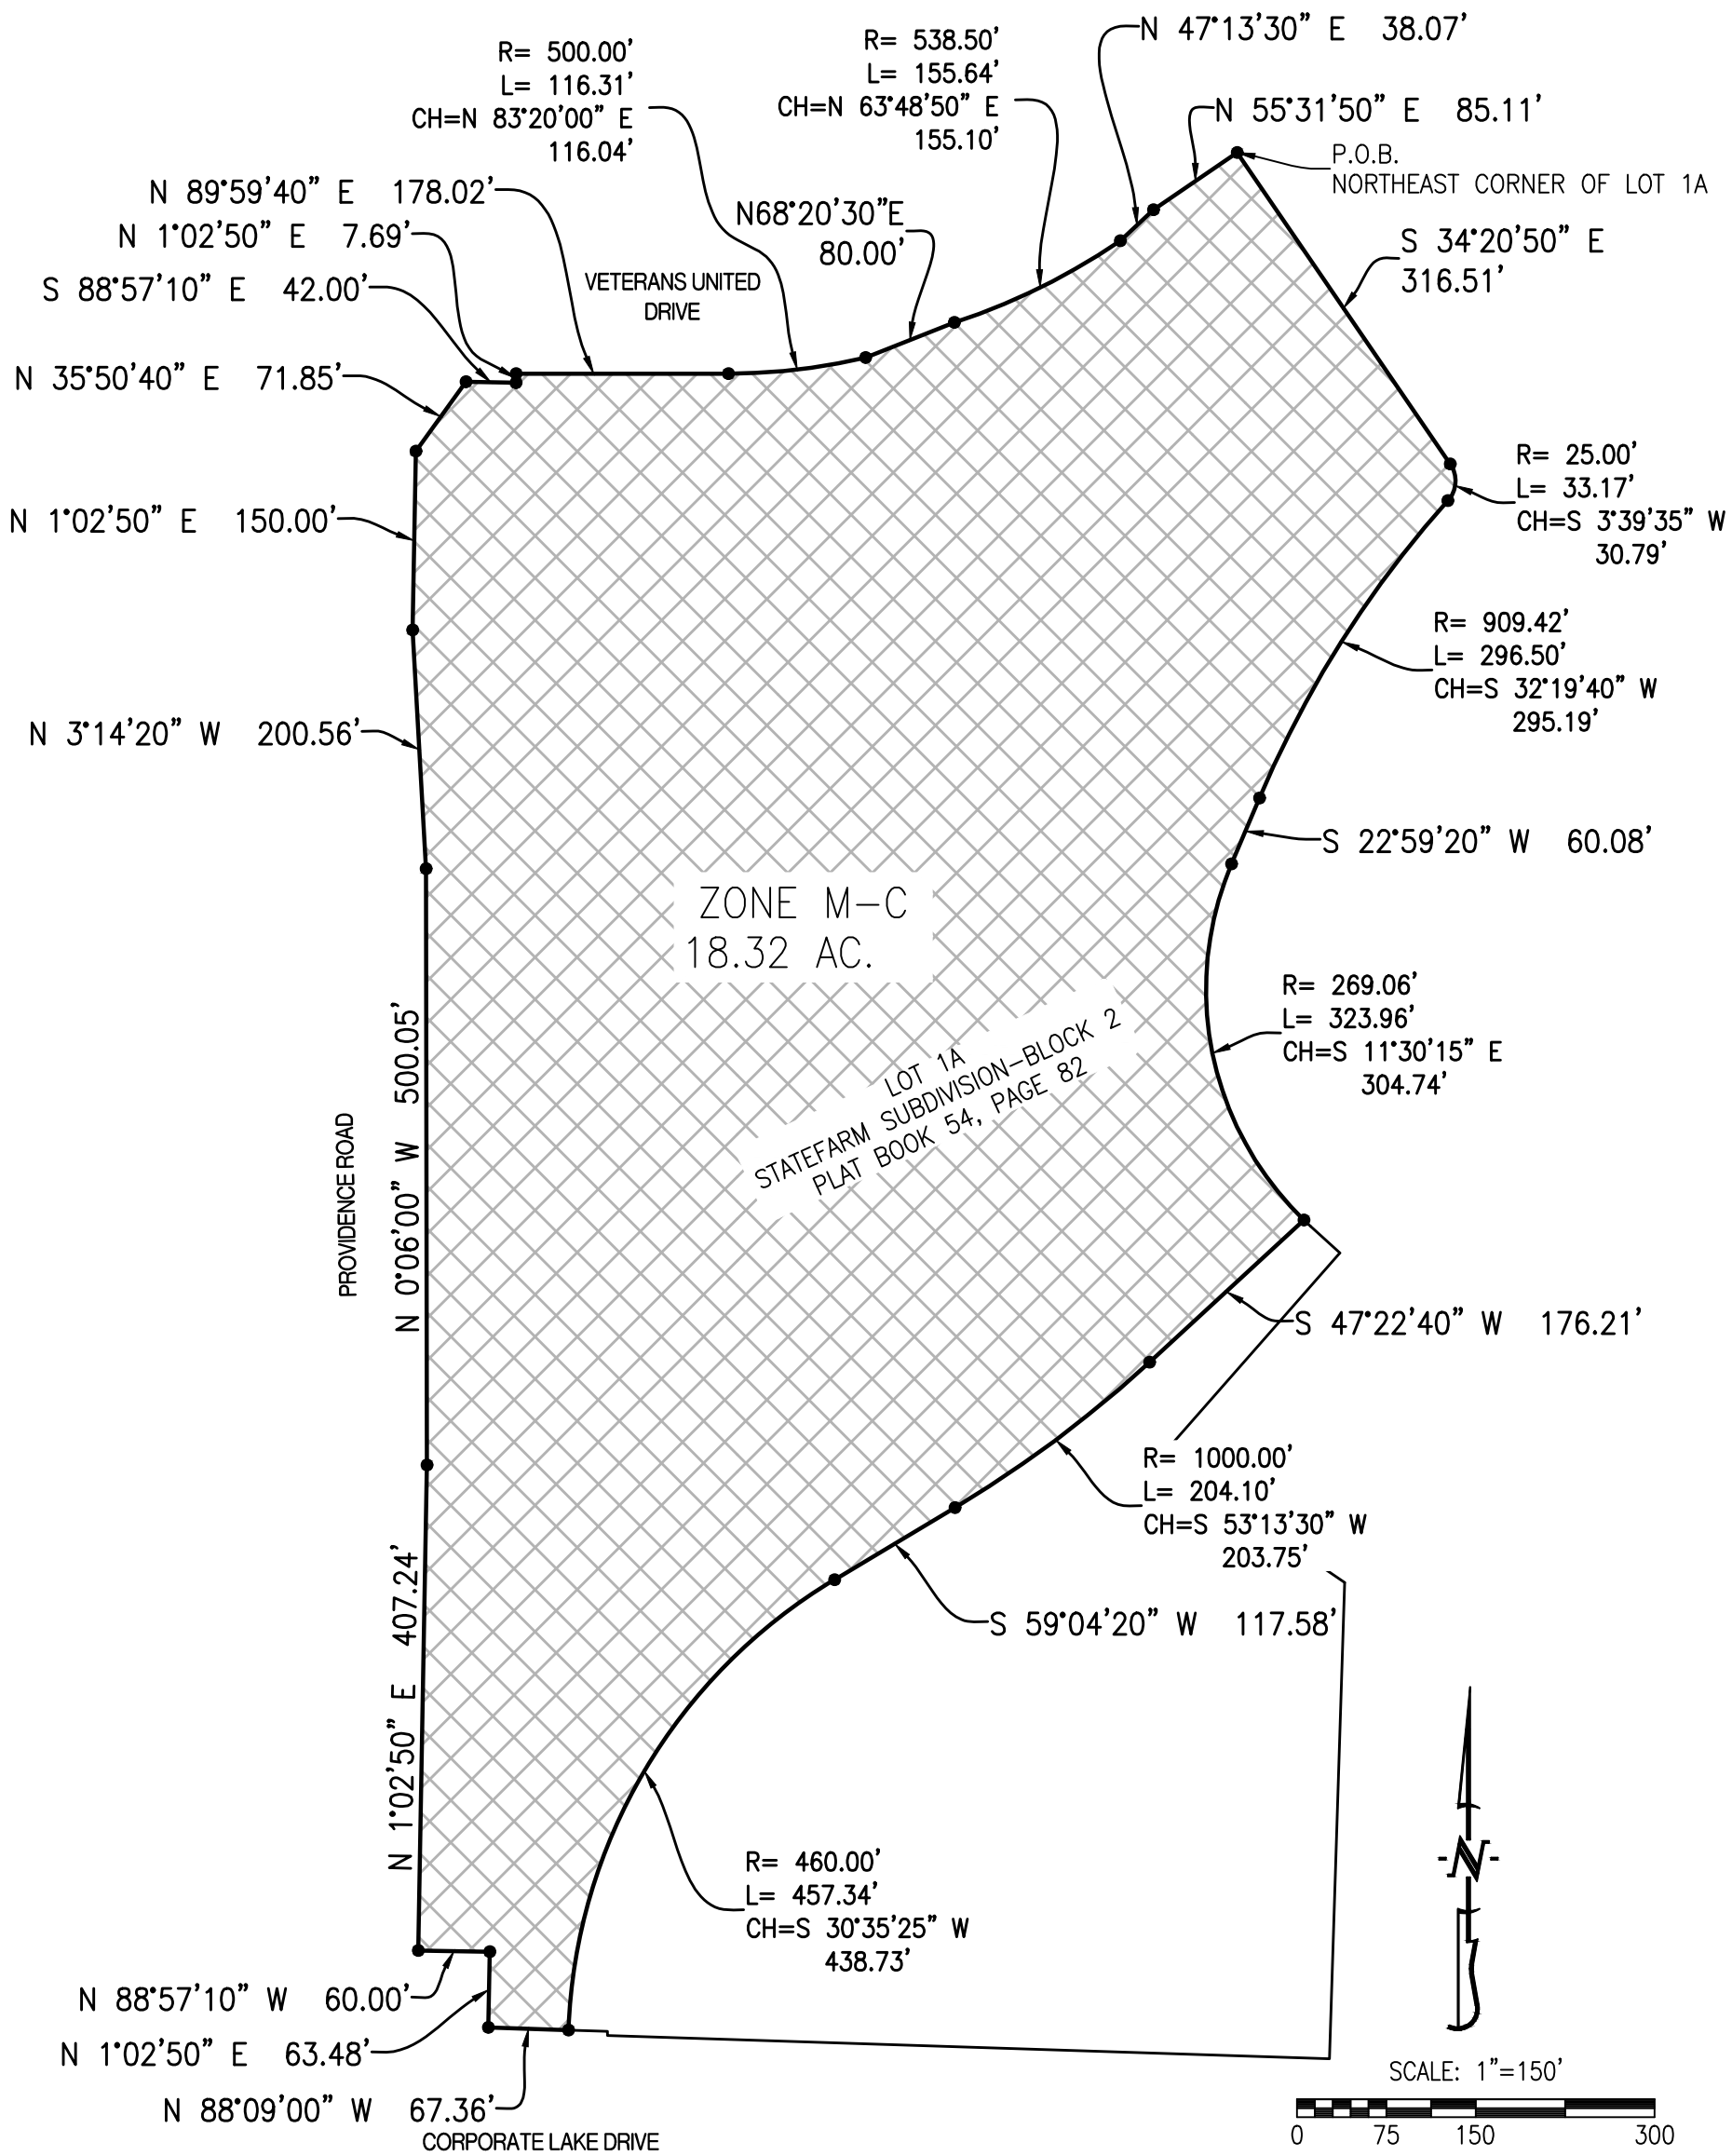 N 47°13'30" E 38.07'
R= 538.50'
L= 155.64'
CH=N 63°48'50" E
155.10'
R= 500.00'
L= 116.31'
CH=N 83°20'00" E
116.04'
N 55°31'50" E 85.11'
P.O.B.
NORTHEAST CORNER OF LOT 1A
N 89°59'40" E 178.02'
N68°20'30"E
80.00'
N 1°02'50" E 7.69'
S 34°20'50" E
316.51'
S 88°57'10" E 42.00'
VETERANS UNITED
DRIVE
N 35°50'40" E 71.85'
R= 25.00'
L= 33.17'
CH=S 3°39'35" W
30.79'
N 1°02'50" E 150.00'
R= 909.42'
L= 296.50'
CH=S 32°19'40" W
295.19'
N 3°14'20" W 200.56'
S 22°59'20" W 60.08'
ZONE M-C
18.32 AC.
R= 269.06'
L= 323.96'
CH=S 11°30'15" E
304.74'
LOT 1A
STATEFARM SUBDIVISION-BLOCK 2
PLAT BOOK 54, PAGE 82
PROVIDENCE ROAD
N 0°06'00" W 500.05'
S 47°22'40" W 176.21'
R= 1000.00'
L= 204.10'
CH=S 53°13'30" W
203.75'
S 59°04'20" W 117.58'
N 1°02'50" E 407.24'
R= 460.00'
L= 457.34'
CH=S 30°35'25" W
438.73'
N
N 88°57'10" W 60.00'
N 1°02'50" E 63.48'
N 88°09'00" W 67.36'
CORPORATE LAKE DRIVE
SCALE: 1"=150'
0 75 150 300